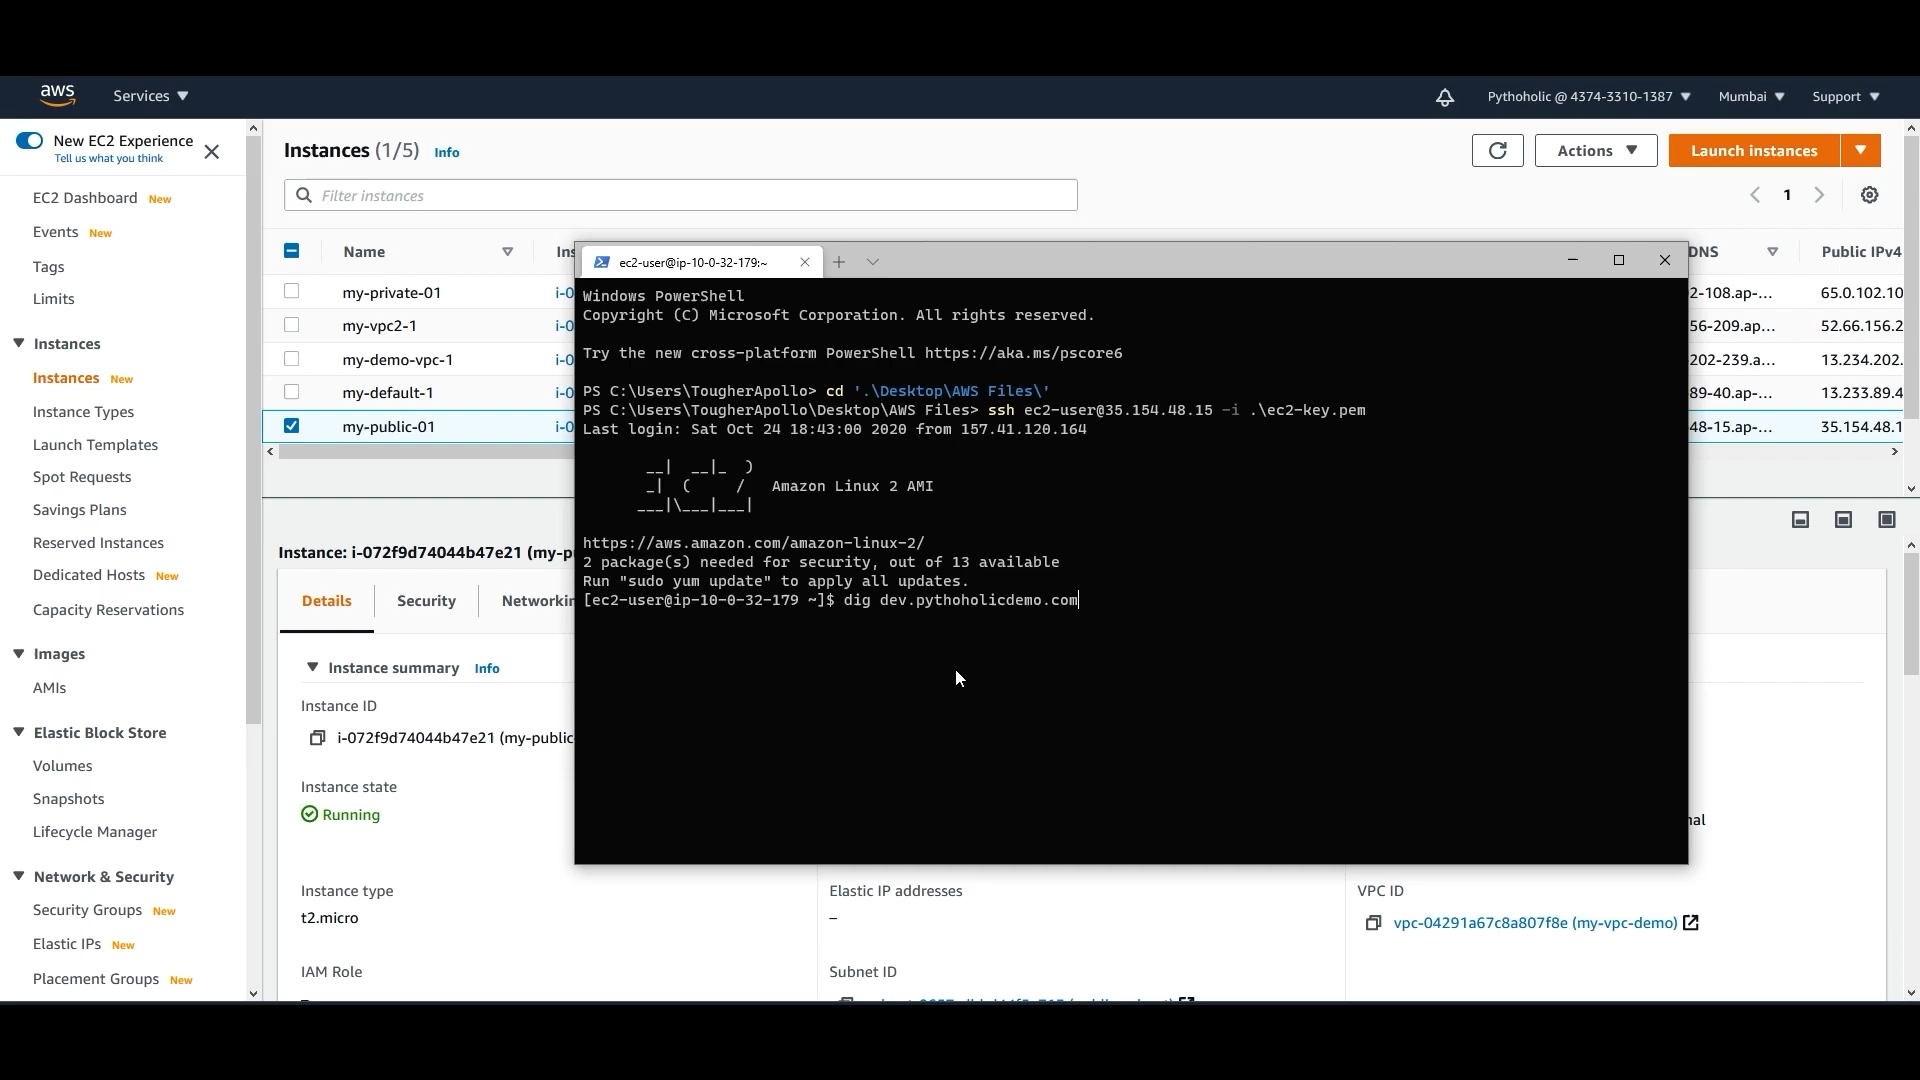 aws
Services
Pythoholic @ 4374-3310-1387
Mumbai
Support
New EC2 Experience
Tell us what you think
EC2 Dashboard New
Events New
Tags
Limits
Instances
Instances New
Instance Types
Launch Templates
Spot Requests
Savings Plans
Reserved Instances
Dedicated Hosts New
Capacity Reservations
Images
AMIs
Elastic Block Store
Volumes
Snapshots
Lifecycle Manager
Network & Security
Security Groups New
Elastic IPs New
Placement Groups New
Instances (1/5) Info
Actions
Launch instances
Filter instances
1
Name
Ins
DNS
Public IPv4
my-private-01 i-0
2-108.ap-... 65.0.102.10
my-vpc2-1 i-0
56-209.ap... 52.66.156.2
my-demo-vpc-1 i-0
202-239.a... 13.234.202.
my-default-1 i-0
89-40.ap-... 13.233.89.4
my-public-01 i-0
48-15.ap-... 35.154.48.1
ec2-user@ip-10-0-32-179:~
Windows PowerShell
Copyright (C) Microsoft Corporation. All rights reserved.
Try the new cross-platform PowerShell https://aka.ms/pscore6
PS C:\Users\TougherApollo> cd '.\Desktop\AWS Files\'
PS C:\Users\TougherApollo\Desktop\AWS Files> ssh ec2-user@35.154.48.15 -i .\ec2-key.pem
Last login: Sat Oct 24 18:43:00 2020 from 157.41.120.164
__|  __|_  )
_|  (     /   Amazon Linux 2 AMI
___|\___|___|
https://aws.amazon.com/amazon-linux-2/
2 package(s) needed for security, out of 13 available
Run "sudo yum update" to apply all updates.
[ec2-user@ip-10-0-32-179 ~]$ dig dev.pythoholicdemo.com
Instance: i-072f9d74044b47e21 (my-p
Details
Security
Networkin
Instance summary Info
Instance ID
i-072f9d74044b47e21 (my-public-
Instance state
Running
nal
Instance type
t2.micro
Elastic IP addresses
–
VPC ID
vpc-04291a67c8a807f8e (my-vpc-demo)
IAM Role
Subnet ID